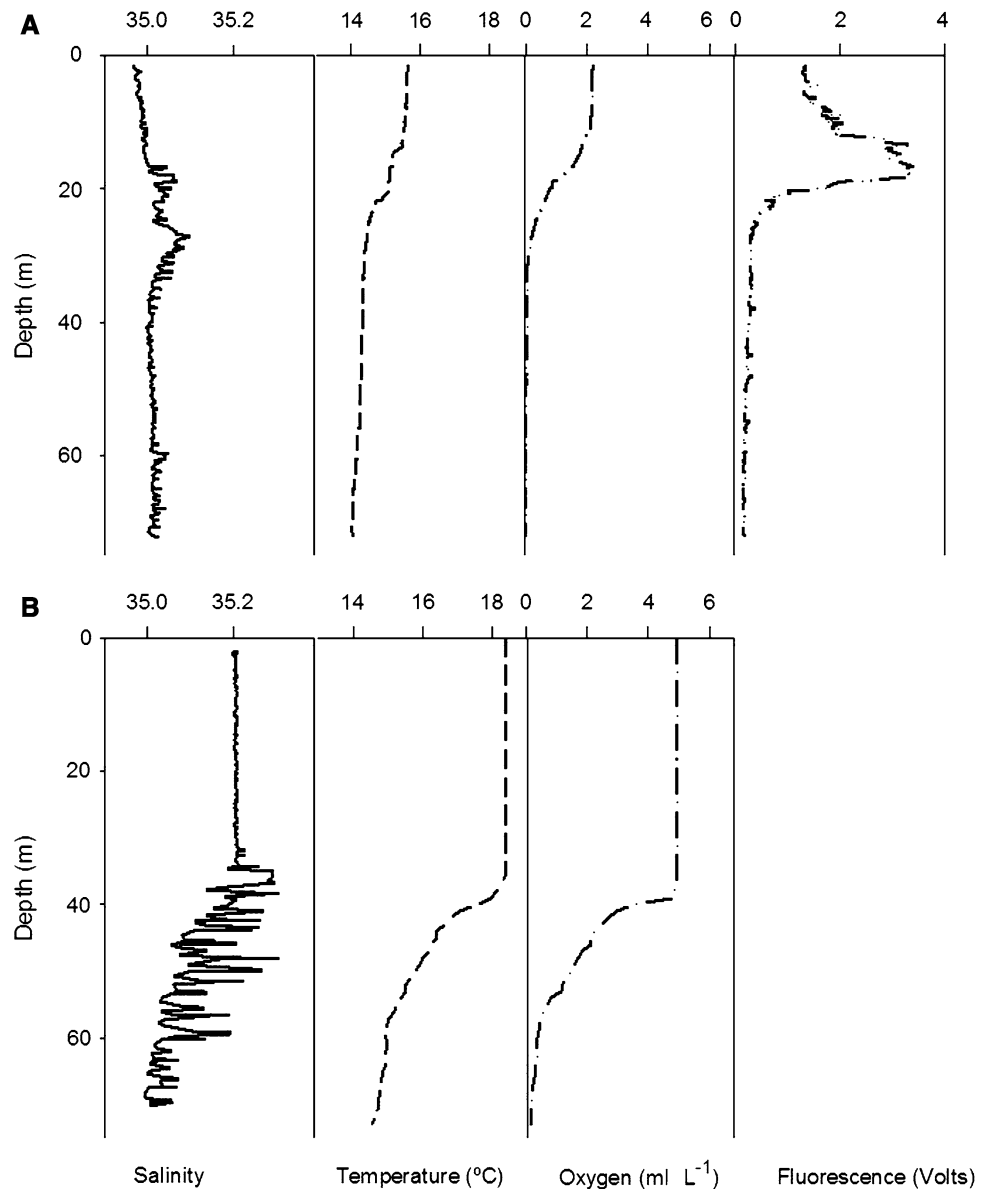 A
35.0 35.2 14 16 18 0 2 4 6 0 2 4
0
20
40
60
Depth (m)
B
35.0 35.2 14 16 18 0 2 4 6
0
20
40
60
Depth (m)
Salinity Temperature (ºC) Oxygen (ml L⁻¹) Fluorescence (Volts)